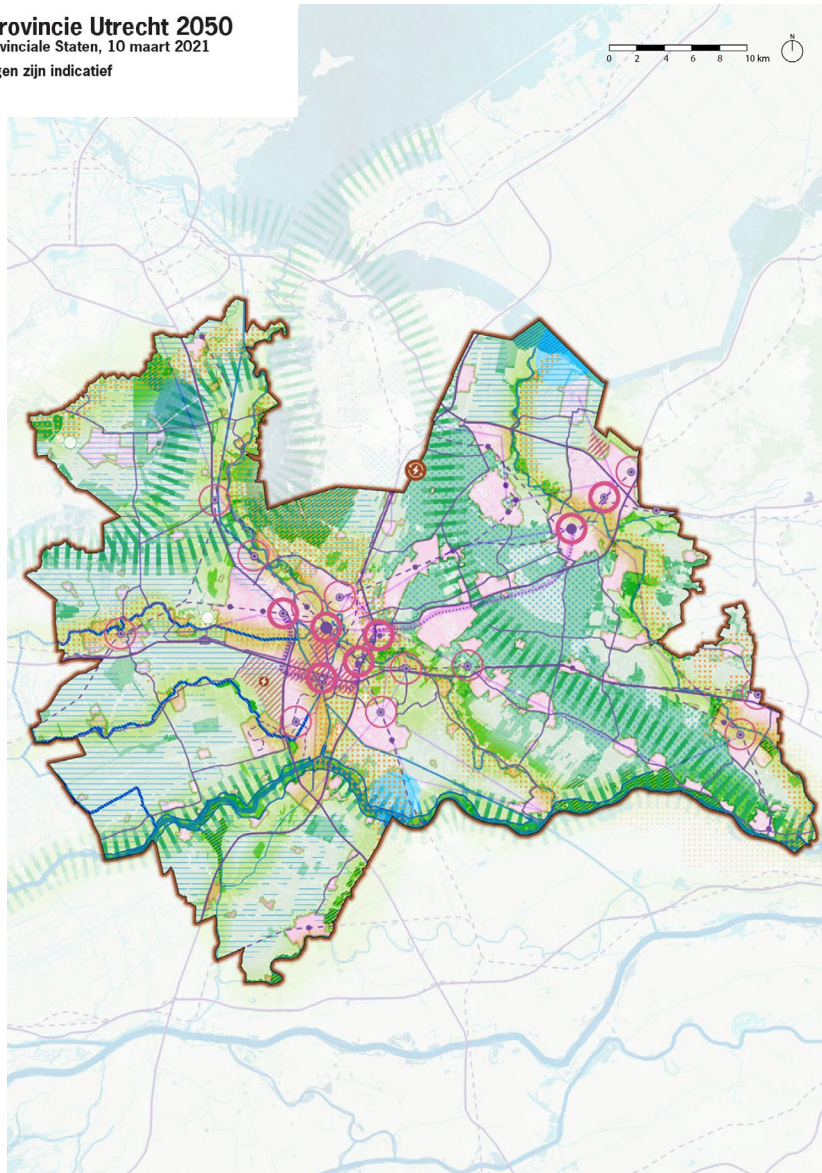 rovincie Utrecht 2050
vinciale Staten, 10 maart 2021
gen zijn indicatief
N
0 2 4 6 8 10 km